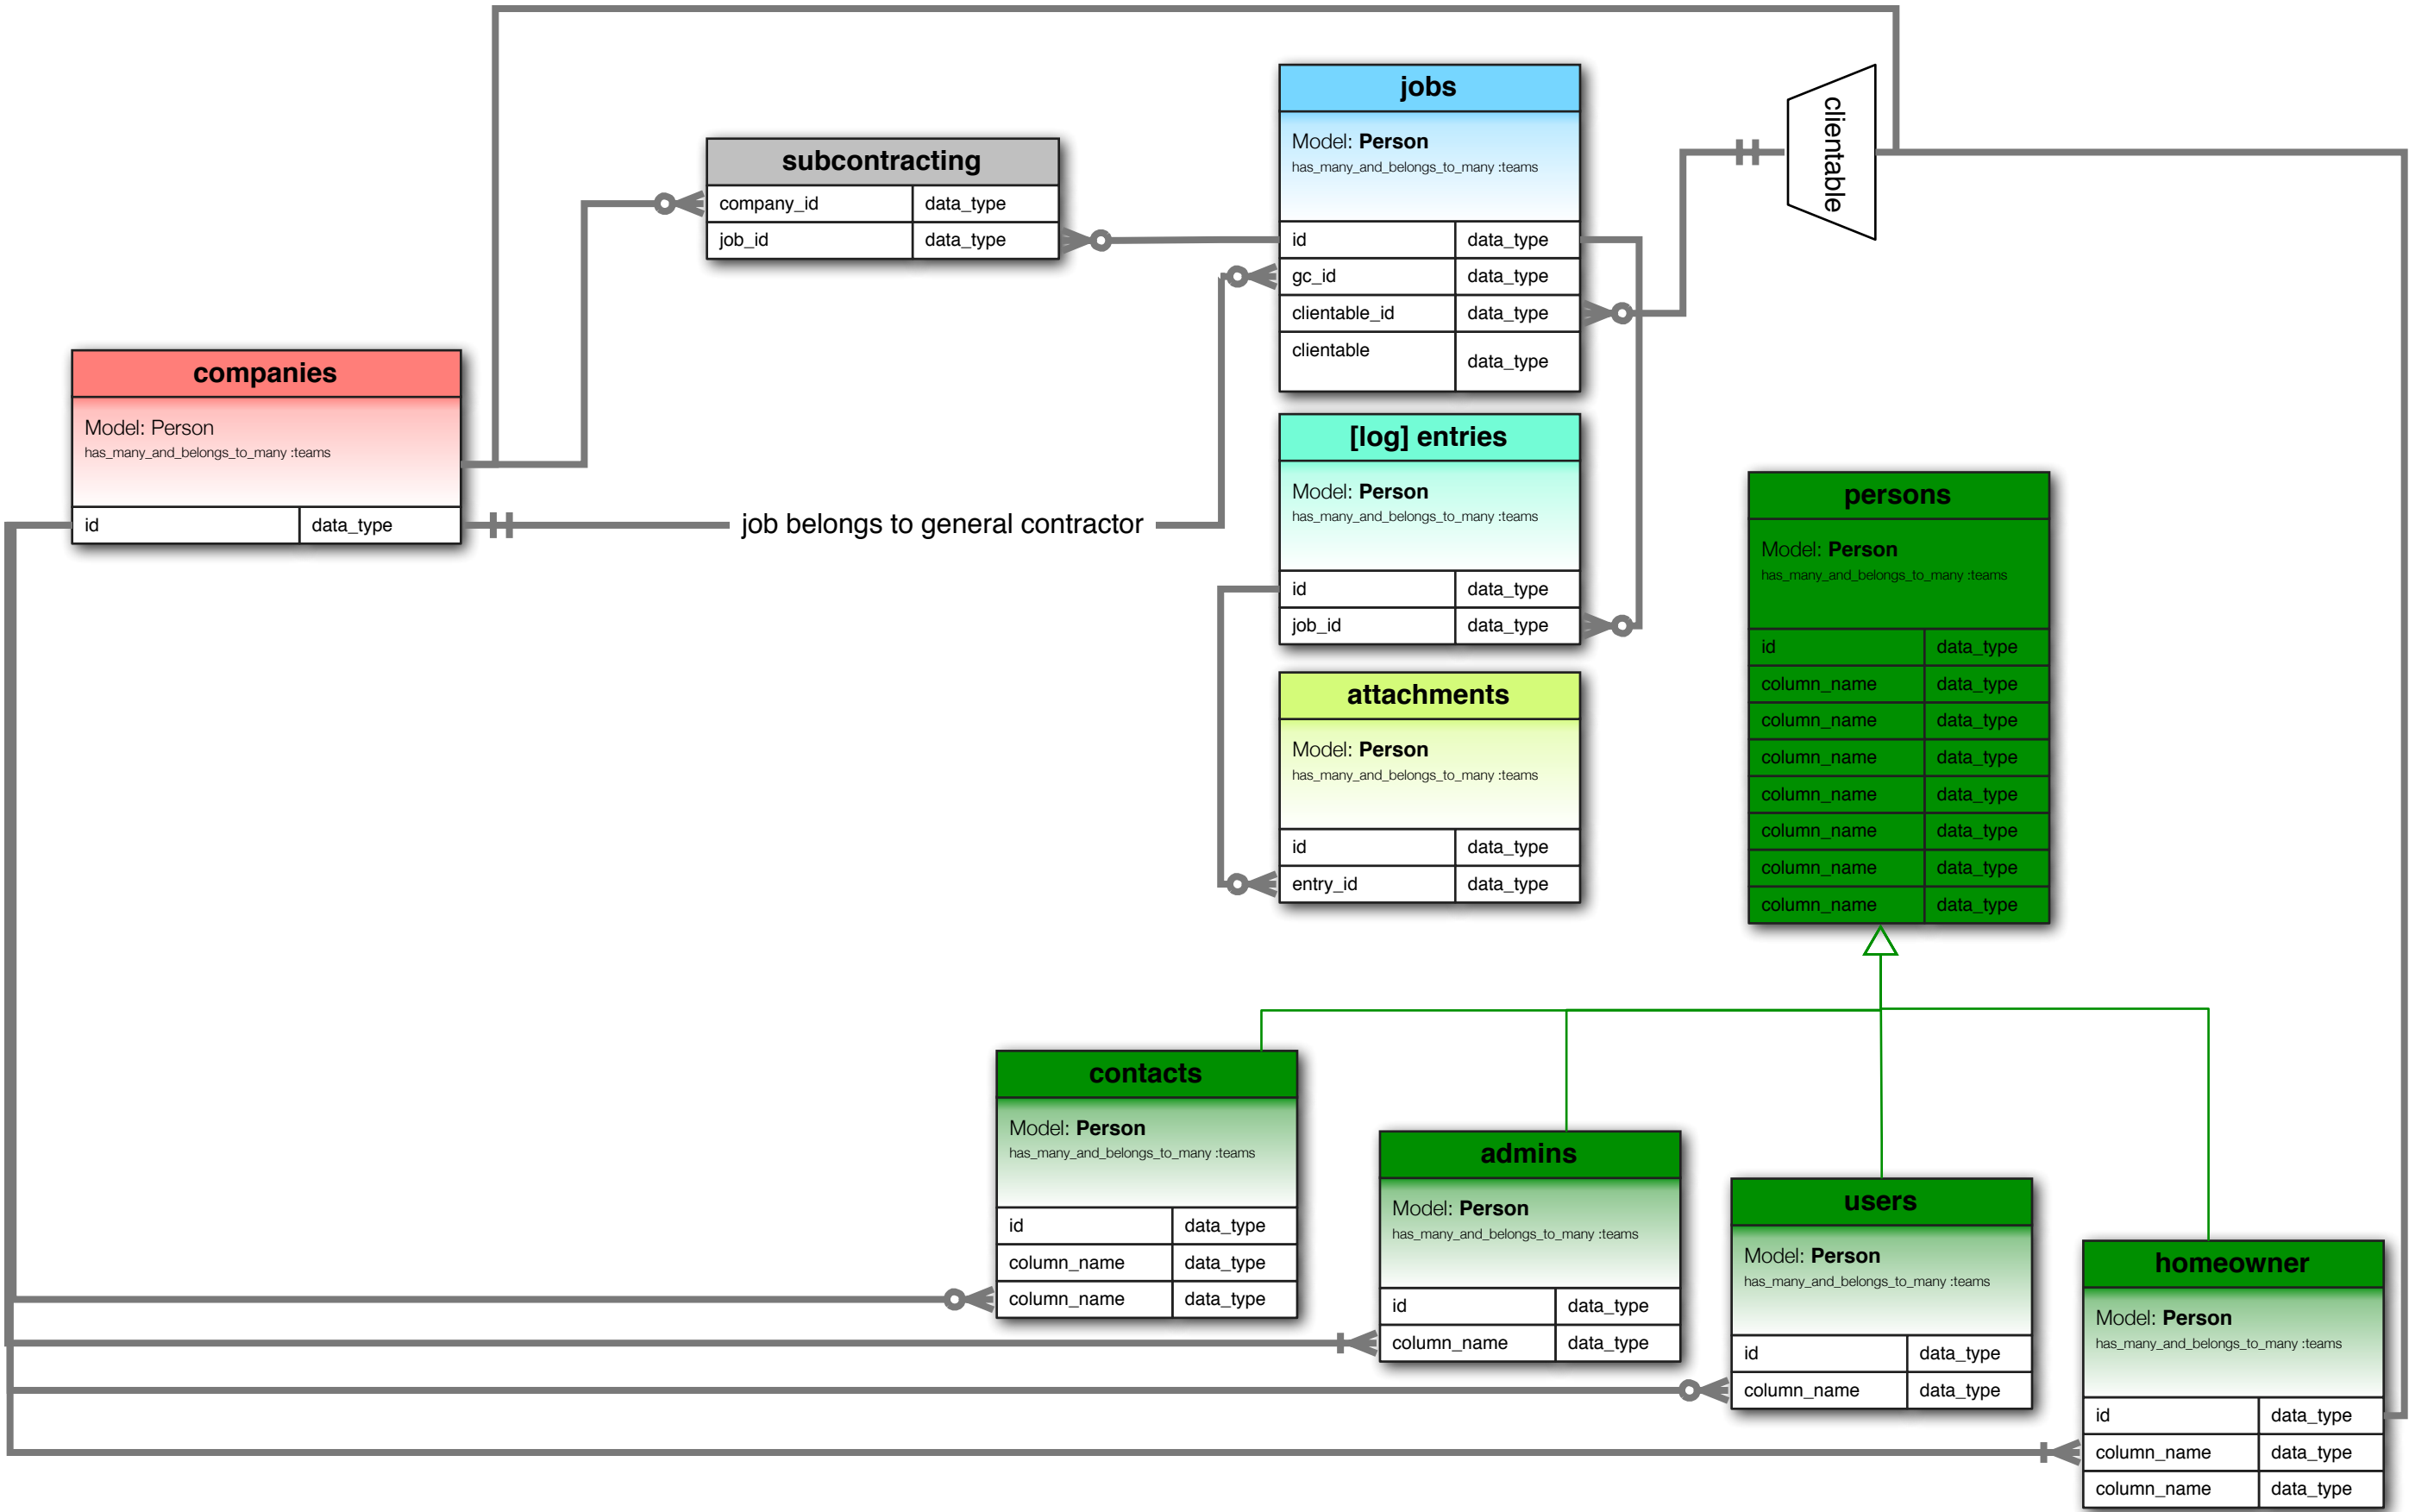 clientable
jobs
Model: Person
has_many_and_belongs_to_many :teams
id data_type
gc_id data_type
clientable_id data_type
clientable data_type
subcontracting
company_id data_type
job_id data_type
companies
Model: Person
has_many_and_belongs_to_many :teams
id data_type
job belongs to general contractor
[log] entries
Model: Person
has_many_and_belongs_to_many :teams
id data_type
job_id data_type
persons
Model: Person
has_many_and_belongs_to_many :teams
id data_type
column_name data_type
column_name data_type
column_name data_type
column_name data_type
column_name data_type
column_name data_type
column_name data_type
attachments
Model: Person
has_many_and_belongs_to_many :teams
id data_type
entry_id data_type
contacts
Model: Person
has_many_and_belongs_to_many :teams
id data_type
column_name data_type
column_name data_type
admins
Model: Person
has_many_and_belongs_to_many :teams
id data_type
column_name data_type
users
Model: Person
has_many_and_belongs_to_many :teams
id data_type
column_name data_type
homeowner
Model: Person
has_many_and_belongs_to_many :teams
id data_type
column_name data_type
column_name data_type